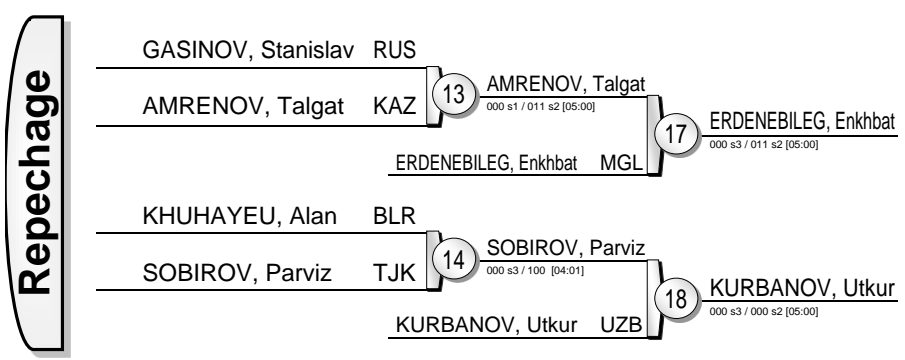 Repechage
GASINOV, Stanislav RUS
AMRENOV, Talgat KAZ
13
AMRENOV, Talgat
000 s1 / 011 s2 [05:00]
ERDENEBILEG, Enkhbat MGL
17
ERDENEBILEG, Enkhbat
000 s3 / 011 s2 [05:00]
KHUHAYEU, Alan BLR
SOBIROV, Parviz TJK
14
SOBIROV, Parviz
000 s3 / 100 [04:01]
KURBANOV, Utkur UZB
18
KURBANOV, Utkur
000 s3 / 000 s2 [05:00]